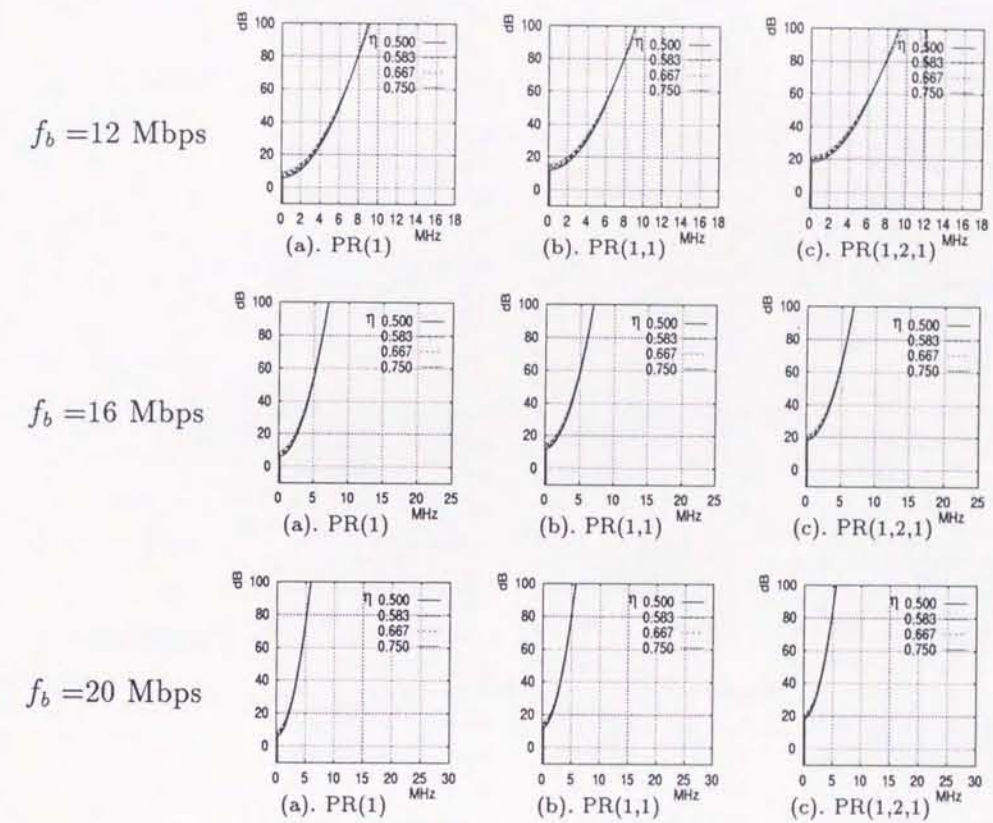 dB
100
80
60
40
20
0
η 0.500
0.583
0.667
0.750
0 2 4 6 8 10 12 14 16 18
MHz
(a). PR(1)
dB
100
80
60
40
20
0
η 0.500
0.583
0.667
0.750
0 2 4 6 8 10 12 14 16 18
MHz
(b). PR(1,1)
dB
100
80
60
40
20
0
η 0.500
0.583
0.667
0.750
0 2 4 6 8 10 12 14 16 18
MHz
(c). PR(1,2,1)
f_b =12 Mbps
dB
100
80
60
40
20
0
η 0.500
0.583
0.667
0.750
0 5 10 15 20 25
MHz
(a). PR(1)
dB
100
80
60
40
20
0
η 0.500
0.583
0.667
0.750
0 5 10 15 20 25
MHz
(b). PR(1,1)
dB
100
80
60
40
20
0
η 0.500
0.583
0.667
0.750
0 5 10 15 20 25
MHz
(c). PR(1,2,1)
f_b =16 Mbps
dB
100
80
60
40
20
0
η 0.500
0.583
0.667
0.750
0 5 10 15 20 25 30
MHz
(a). PR(1)
dB
100
80
60
40
20
0
η 0.500
0.583
0.667
0.750
0 5 10 15 20 25 30
MHz
(b). PR(1,1)
dB
100
80
60
40
20
0
η 0.500
0.583
0.667
0.750
0 5 10 15 20 25 30
MHz
(c). PR(1,2,1)
f_b =20 Mbps